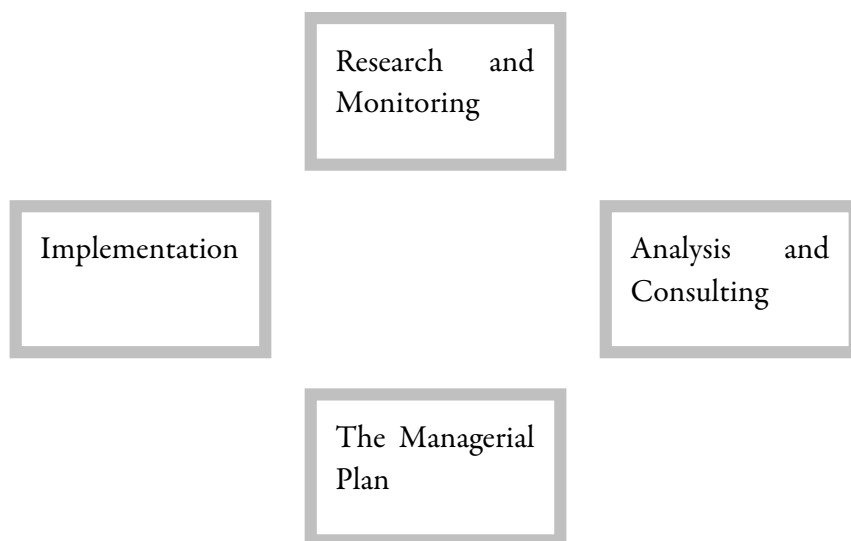 Research and
Monitoring
Implementation
Analysis and
Consulting
The Managerial
Plan